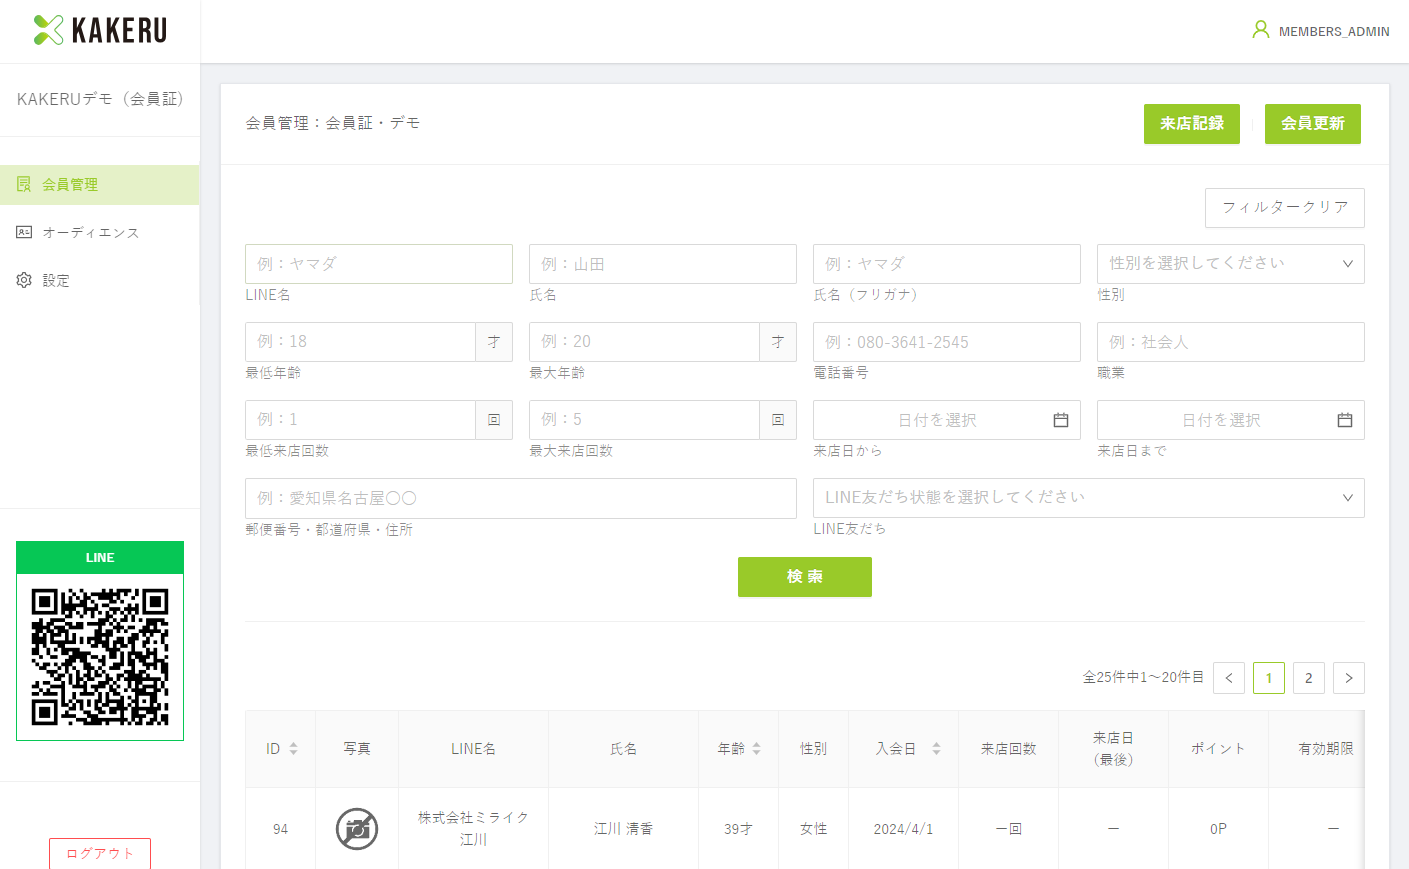 KAKERU
MEMBERS_ADMIN
KAKERUデモ（会員証）
会員管理
オーディエンス
設定
LINE
ログアウト
会員管理：会員証・デモ
来店記録
会員更新
フィルタークリア
例：ヤマダ
例：山田
例：ヤマダ
性別を選択してください
LINE名
氏名
氏名（フリガナ）
性別
例：18
才
例：20
才
例：080-3641-2545
例：社会人
最低年齢
最大年齢
電話番号
職業
例：1
回
例：5
回
日付を選択
日付を選択
最低来店回数
最大来店回数
来店日から
来店日まで
例：愛知県名古屋〇〇
LINE友だち状態を選択してください
郵便番号・都道府県・住所
LINE友だち
検 索
全25件中1〜20件目
1
2
ID
写真
LINE名
氏名
年齢
性別
入会日
来店回数
来店日
（最後）
ポイント
有効期限
94
株式会社ミライク
江川
江川 清香
39才
女性
2024/4/1
ー回
ー
0P
ー